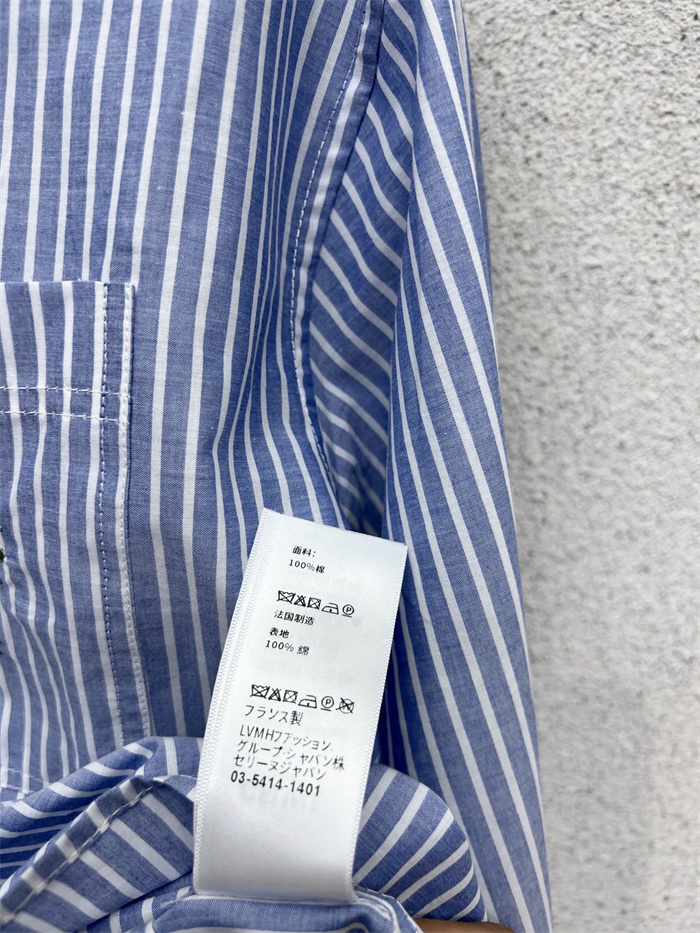 面料:
100%棉
法国制造
表地
100% 綿
フランス製
LVMHファッション.
グループ・ジャパン株
セリーヌジャパン
03-5414-1401